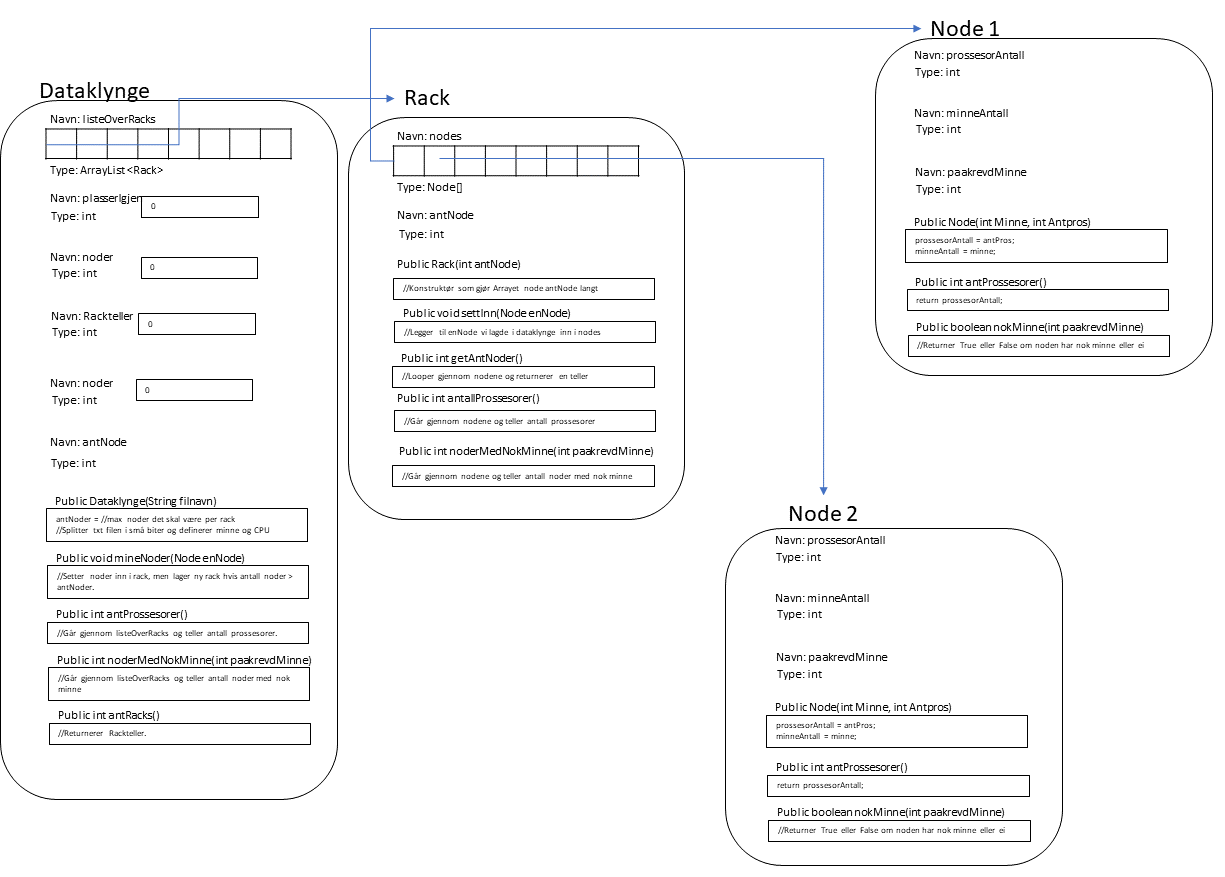 Dataklynge
Navn: listeOverRacks
Type: ArrayList<Rack>
Navn: plasserIgjen
Type: int
0
Navn: noder
Type: int
0
Navn: Rackteller
Type: int
0
Navn: noder
Type: int
0
Navn: antNode
Type: int
Public Dataklynge(String filnavn)
antNoder = //max noder det skal være per rack
//Splitter txt filen i små biter og definerer minne og CPU
Public void mineNoder(Node enNode)
//Setter noder inn i rack, men lager ny rack hvis antall noder >
antNoder.
Public int antProssesorer()
//Går gjennom listeOverRacks og teller antall prossesorer.
Public int noderMedNokMinne(int paakrevdMinne)
//Går gjennom listeOverRacks og teller antall noder med nok
minne
Public int antRacks()
//Returnerer Rackteller.
Rack
Navn: nodes
Type: Node[]
Navn: antNode
Type: int
Public Rack(int antNode)
//Konstruktør som gjør Arrayet node antNode langt
Public void settInn(Node enNode)
//Legger til enNode vi lagde i dataklynge inn i nodes
Public int getAntNoder()
//Looper gjennom nodene og returnerer en teller
Public int antallProssesorer()
//Går gjennom nodene og teller antall prossesorer
Public int noderMedNokMinne(int paakrevdMinne)
//Går gjennom nodene og teller antall noder med nok minne
Node 1
Navn: prossesorAntall
Type: int
Navn: minneAntall
Type: int
Navn: paakrevdMinne
Type: int
Public Node(int Minne, int Antpros)
prossesorAntall = antPros;
minneAntall = minne;
Public int antProssesorer()
return prossesorAntall;
Public boolean nokMinne(int paakrevdMinne)
//Returner True eller False om noden har nok minne eller ei
Node 2
Navn: prossesorAntall
Type: int
Navn: minneAntall
Type: int
Navn: paakrevdMinne
Type: int
Public Node(int Minne, int Antpros)
prossesorAntall = antPros;
minneAntall = minne;
Public int antProssesorer()
return prossesorAntall;
Public boolean nokMinne(int paakrevdMinne)
//Returner True eller False om noden har nok minne eller ei